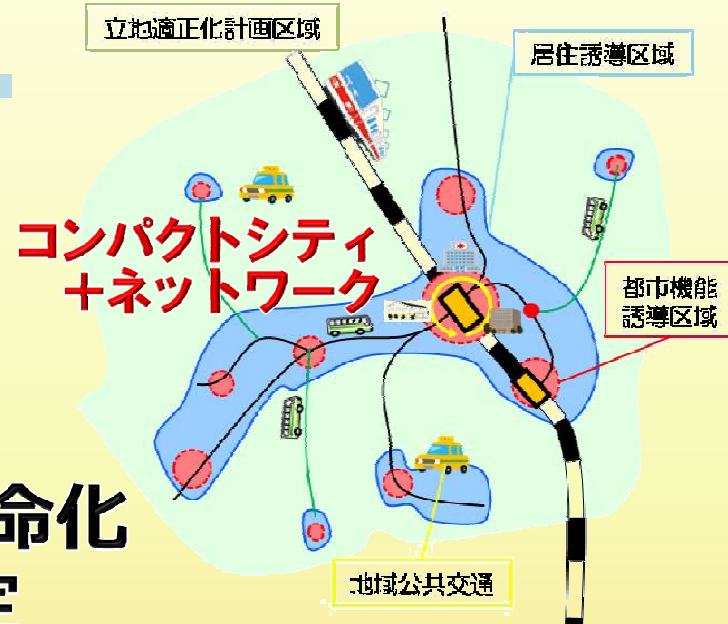 立地適正化計画区域
居住誘導区域
コンパクトシティ
＋ネットワーク
都市機能
誘導区域
命化
地域公共交通